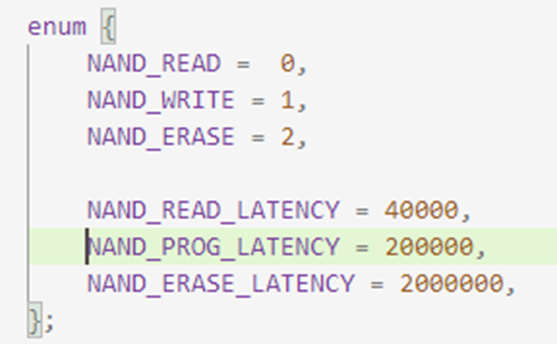 enum {
NAND_READ =  0,
NAND_WRITE = 1,
NAND_ERASE = 2,
NAND_READ_LATENCY = 40000,
NAND_PROG_LATENCY = 200000,
NAND_ERASE_LATENCY = 2000000,
};